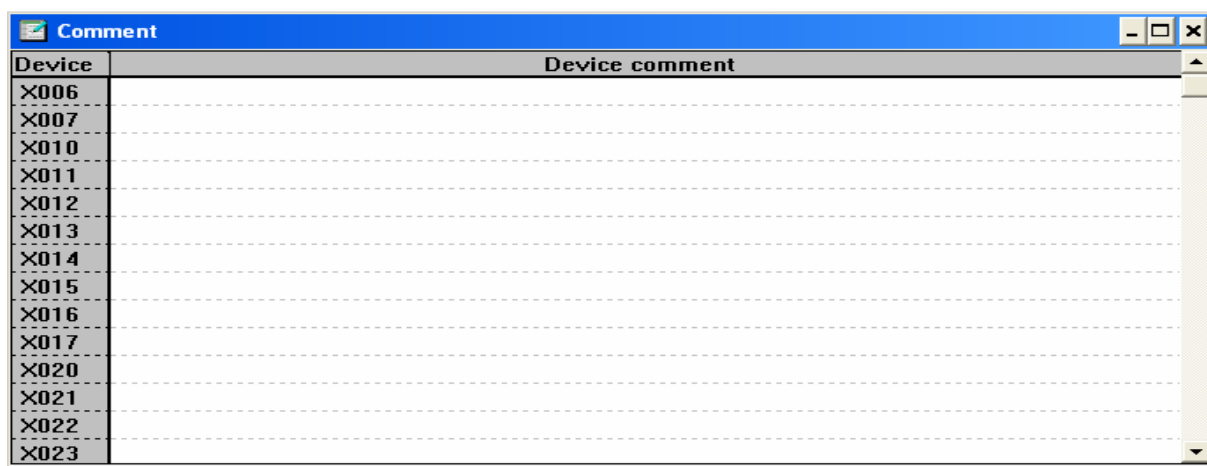 Comment
Device Device comment
X006
X007
X010
X011
X012
X013
X014
X015
X016
X017
X020
X021
X022
X023